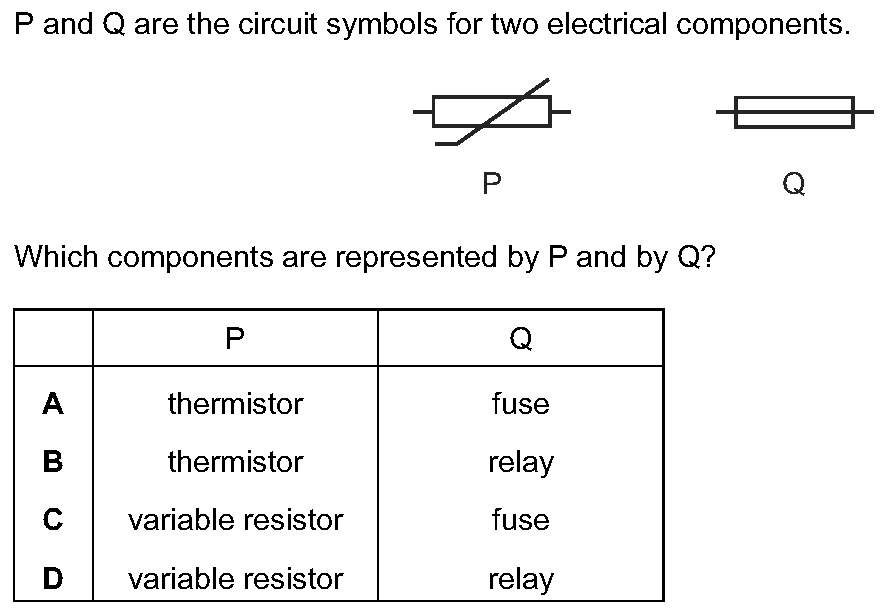 P and Q are the circuit symbols for two electrical components.
P Q
Which components are represented by P and by Q?
P Q
A thermistor fuse
B thermistor relay
C variable resistor fuse
D variable resistor relay